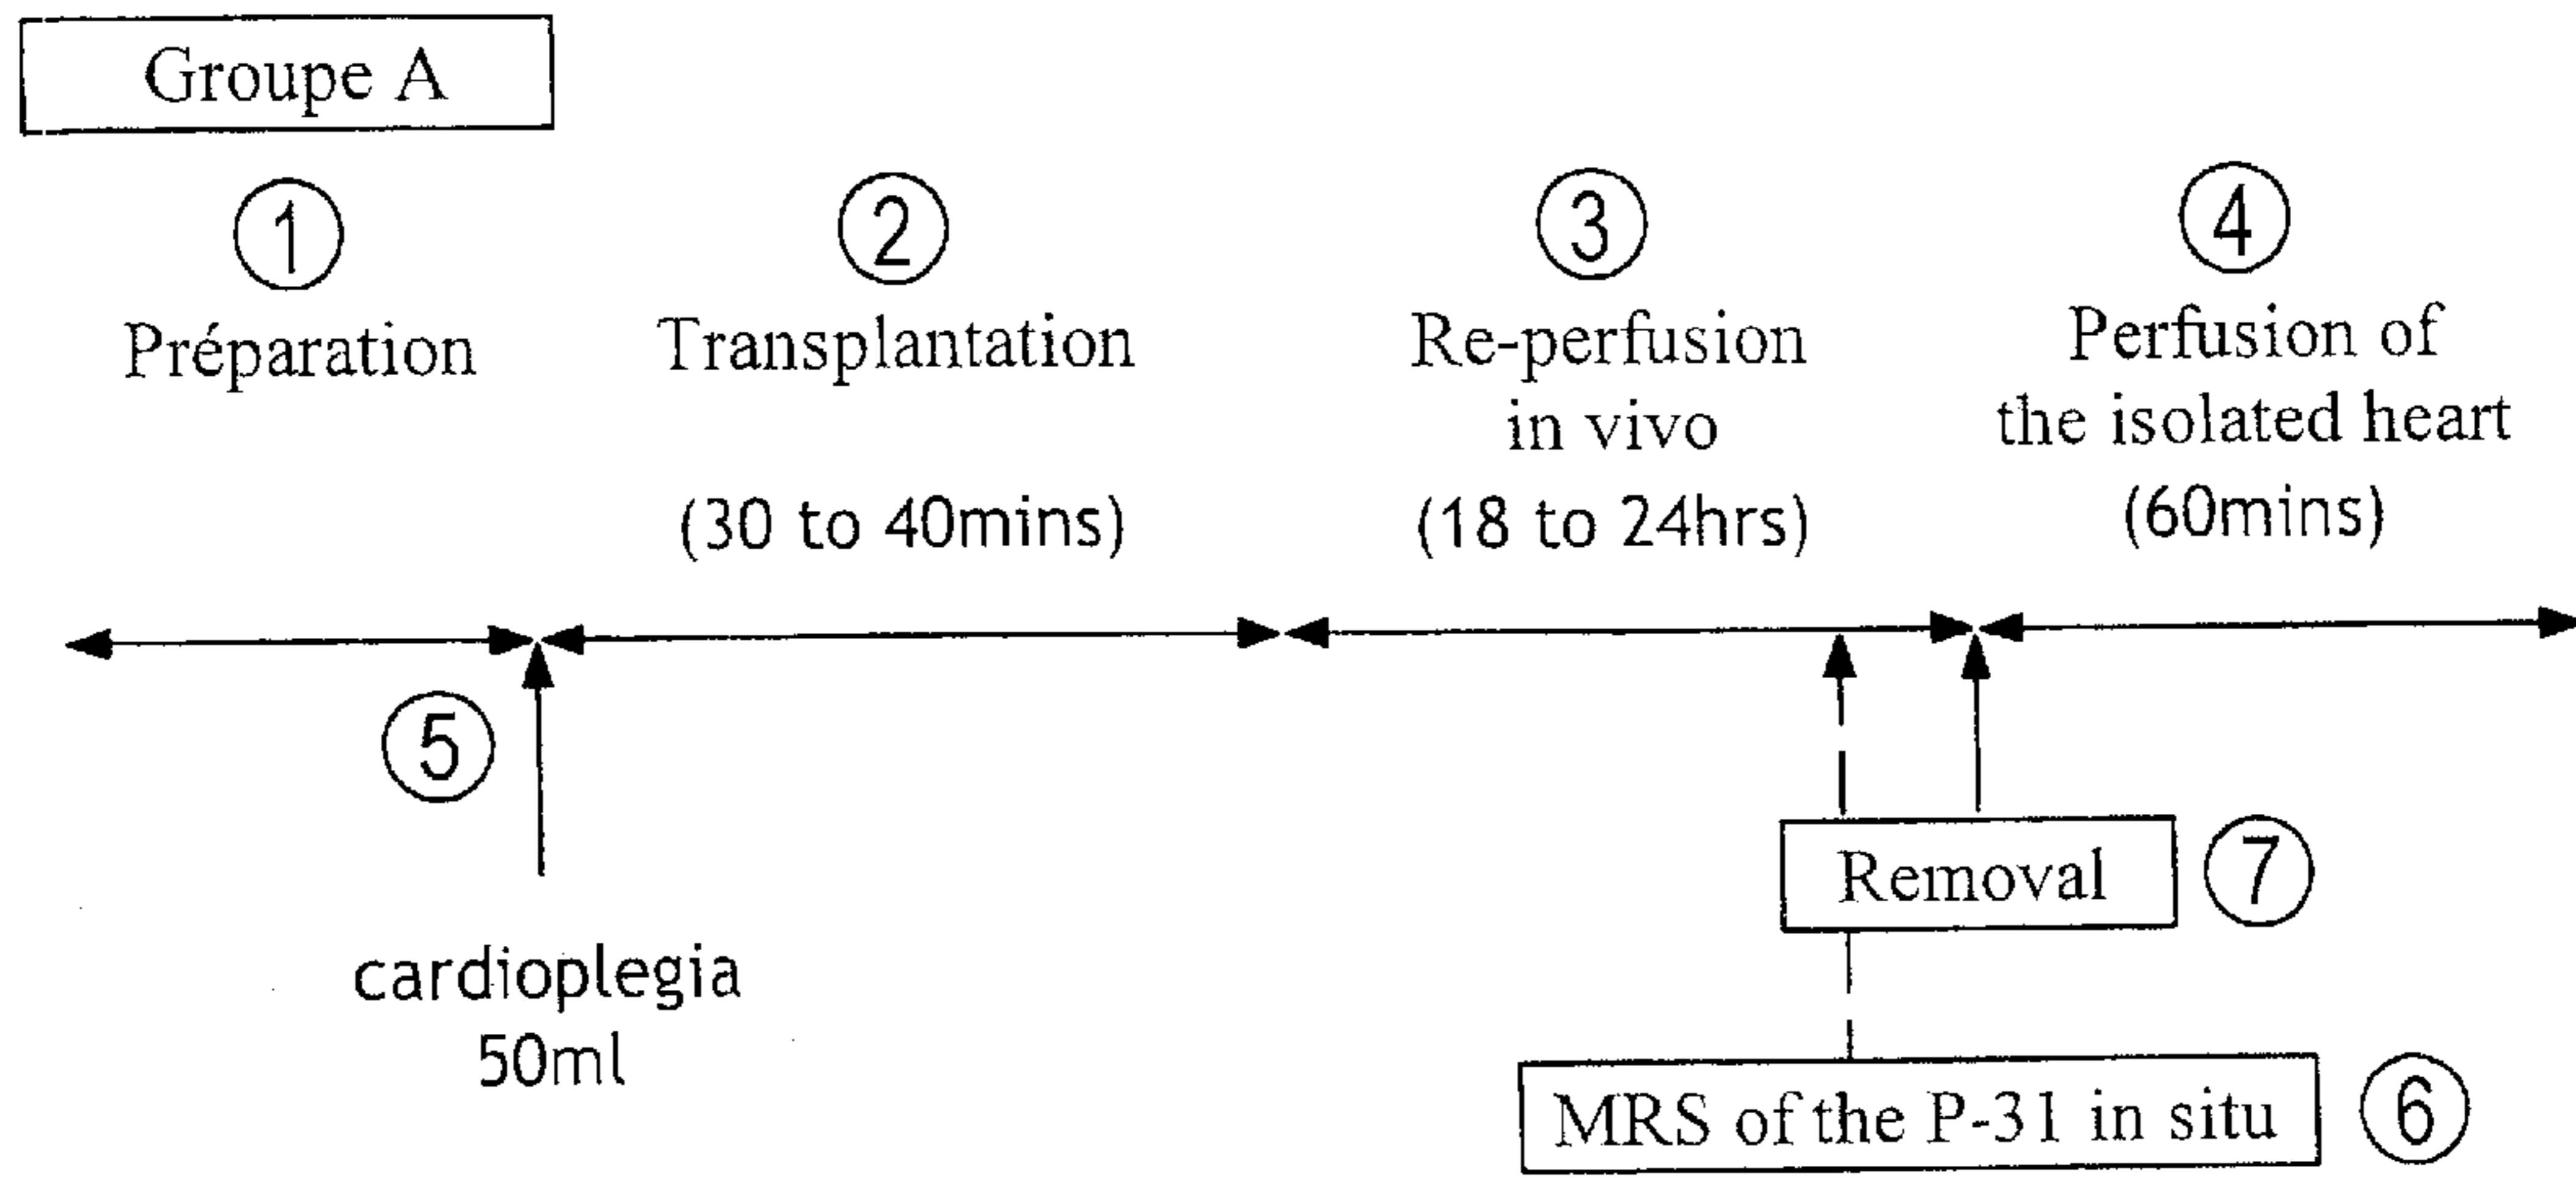 Groupe A
① ② ③ ④
Préparation Transplantation Re-perfusion Perfusion of
in vivo the isolated heart
(30 to 40mins) (18 to 24hrs) (60mins)
⑤
Removal ⑦
cardioplegia
50ml
MRS of the P-31 in situ ⑥